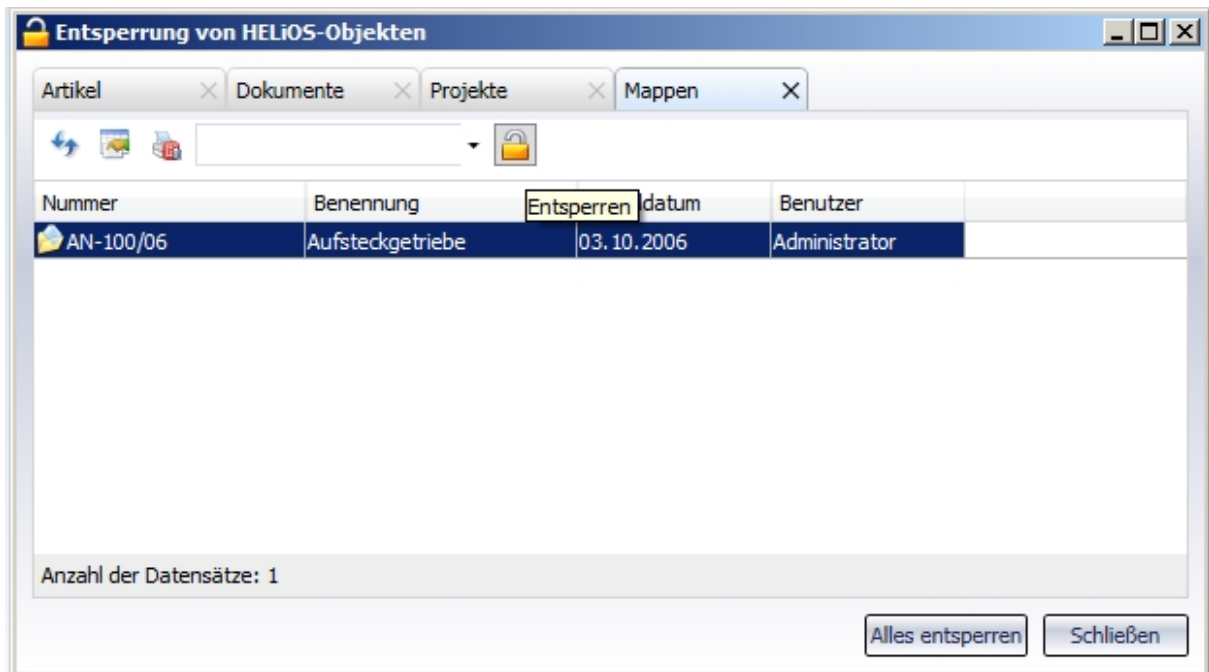 Entsperrung von HELiOS-Objekten
Artikel Dokumente Projekte Mappen
Nummer Benennung datum Benutzer
Entsperren
AN-100/06 Aufsteckgetriebe 03.10.2006 Administrator
Anzahl der Datensätze: 1
Alles entsperren Schließen